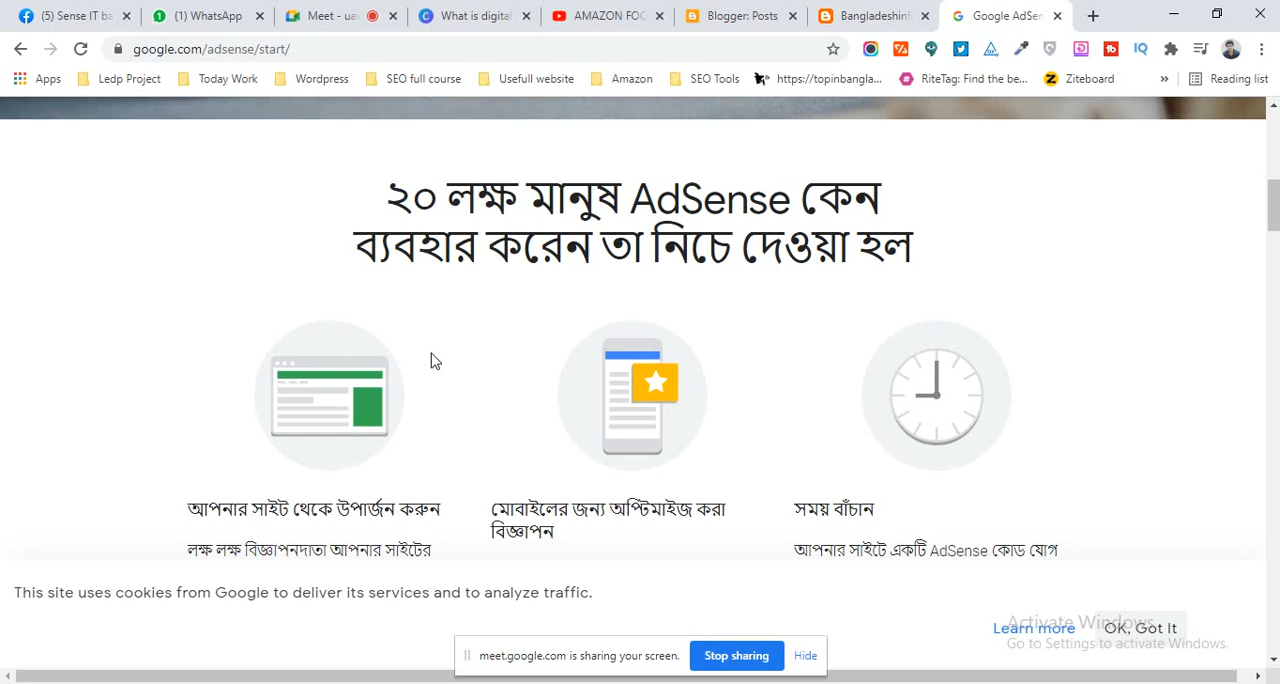 (5) Sense IT ba
(1) WhatsApp
Meet - uav
What is digital
AMAZON FOC
Blogger: Posts
Bangladeshinf
Google AdSen
google.com/adsense/start/
Apps
Ledp Project
Today Work
Wordpress
SEO full course
Usefull website
Amazon
SEO Tools
https://topinbangla...
RiteTag: Find the be...
Ziteboard
»
Reading list
২০ লক্ষ মানুষ AdSense কেন
ব্যবহার করেন তা নিচে দেওয়া হল
আপনার সাইট থেকে উপার্জন করুন
মোবাইলের জন্য অপ্টিমাইজ করা
বিজ্ঞাপন
সময় বাঁচান
লক্ষ লক্ষ বিজ্ঞাপনদাতা আপনার সাইটের
আপনার সাইটে একটি AdSense কোড যোগ
This site uses cookies from Google to deliver its services and to analyze traffic.
Learn more
OK, Got It
Activate Windows
Go to Settings to activate Windows.
meet.google.com is sharing your screen.
Stop sharing
Hide